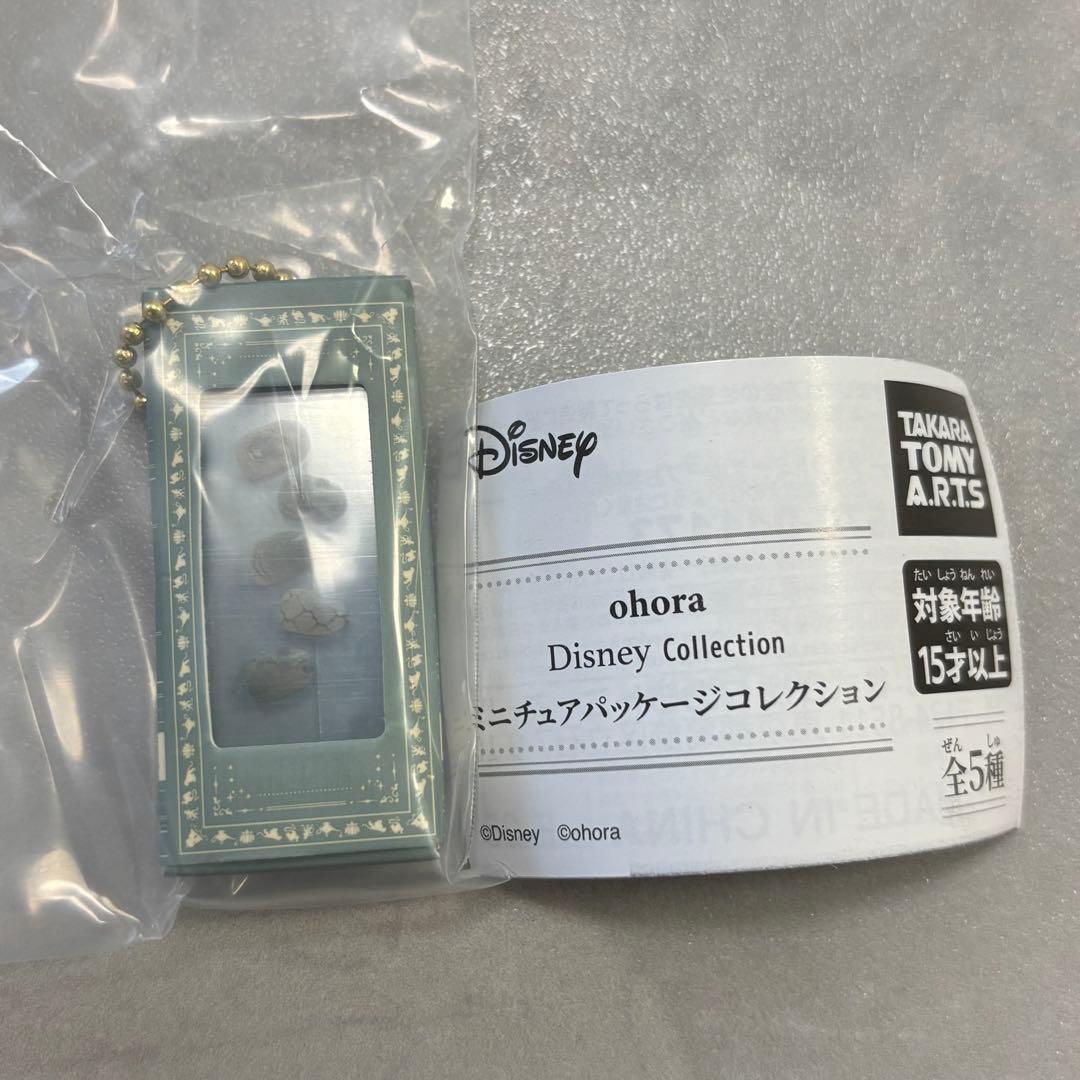 Disney
TAKARA
TOMY
A.R.T.S
ohora
Disney Collection
ミニチュアパッケージコレクション
たいしょうねんれい
対象年齢
さいいじょう
15才以上
ぜん しゅ
全5種
©Disney ©ohora